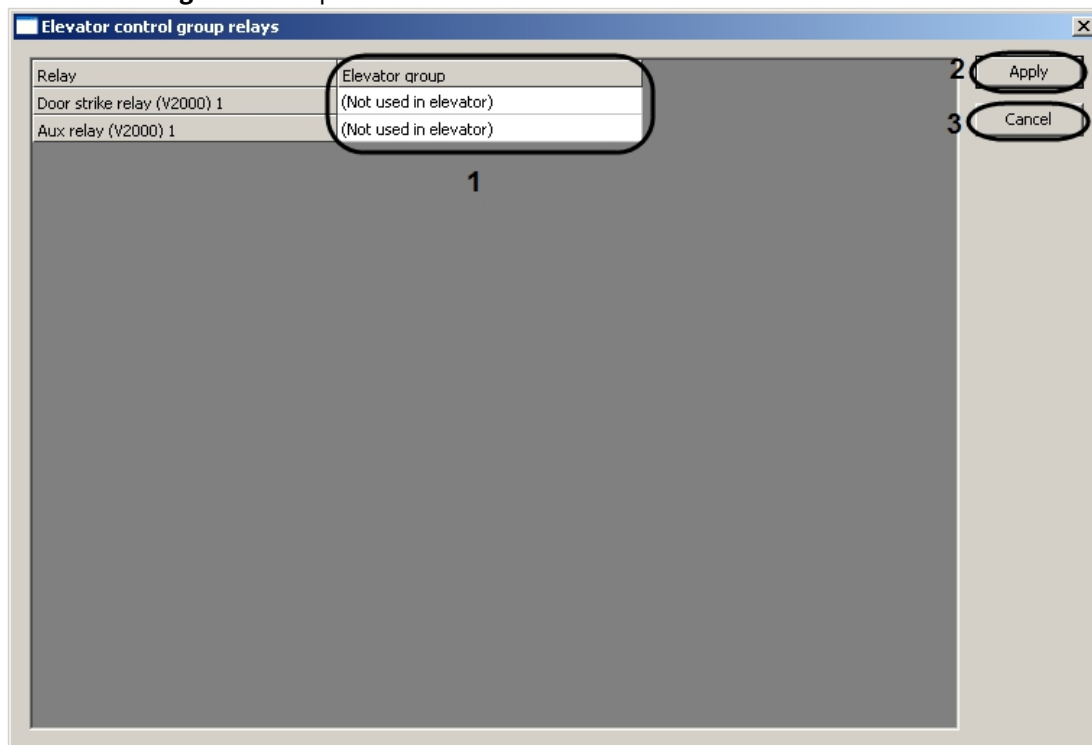 Elevator control group relays
Relay Elevator group
Door strike relay (V2000) 1 (Not used in elevator)
Aux relay (V2000) 1 (Not used in elevator)
1
2 Apply
3 Cancel